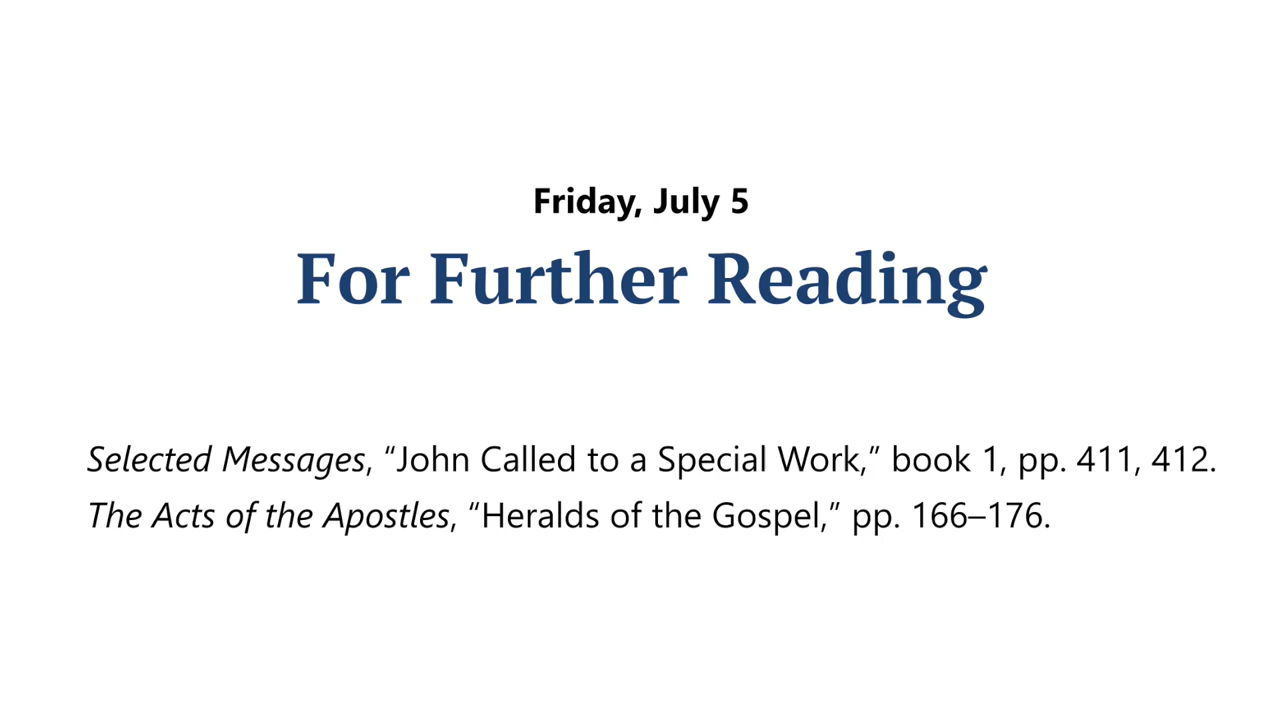 Friday, July 5
For Further Reading
Selected Messages, “John Called to a Special Work,” book 1, pp. 411, 412.
The Acts of the Apostles, “Heralds of the Gospel,” pp. 166–176.